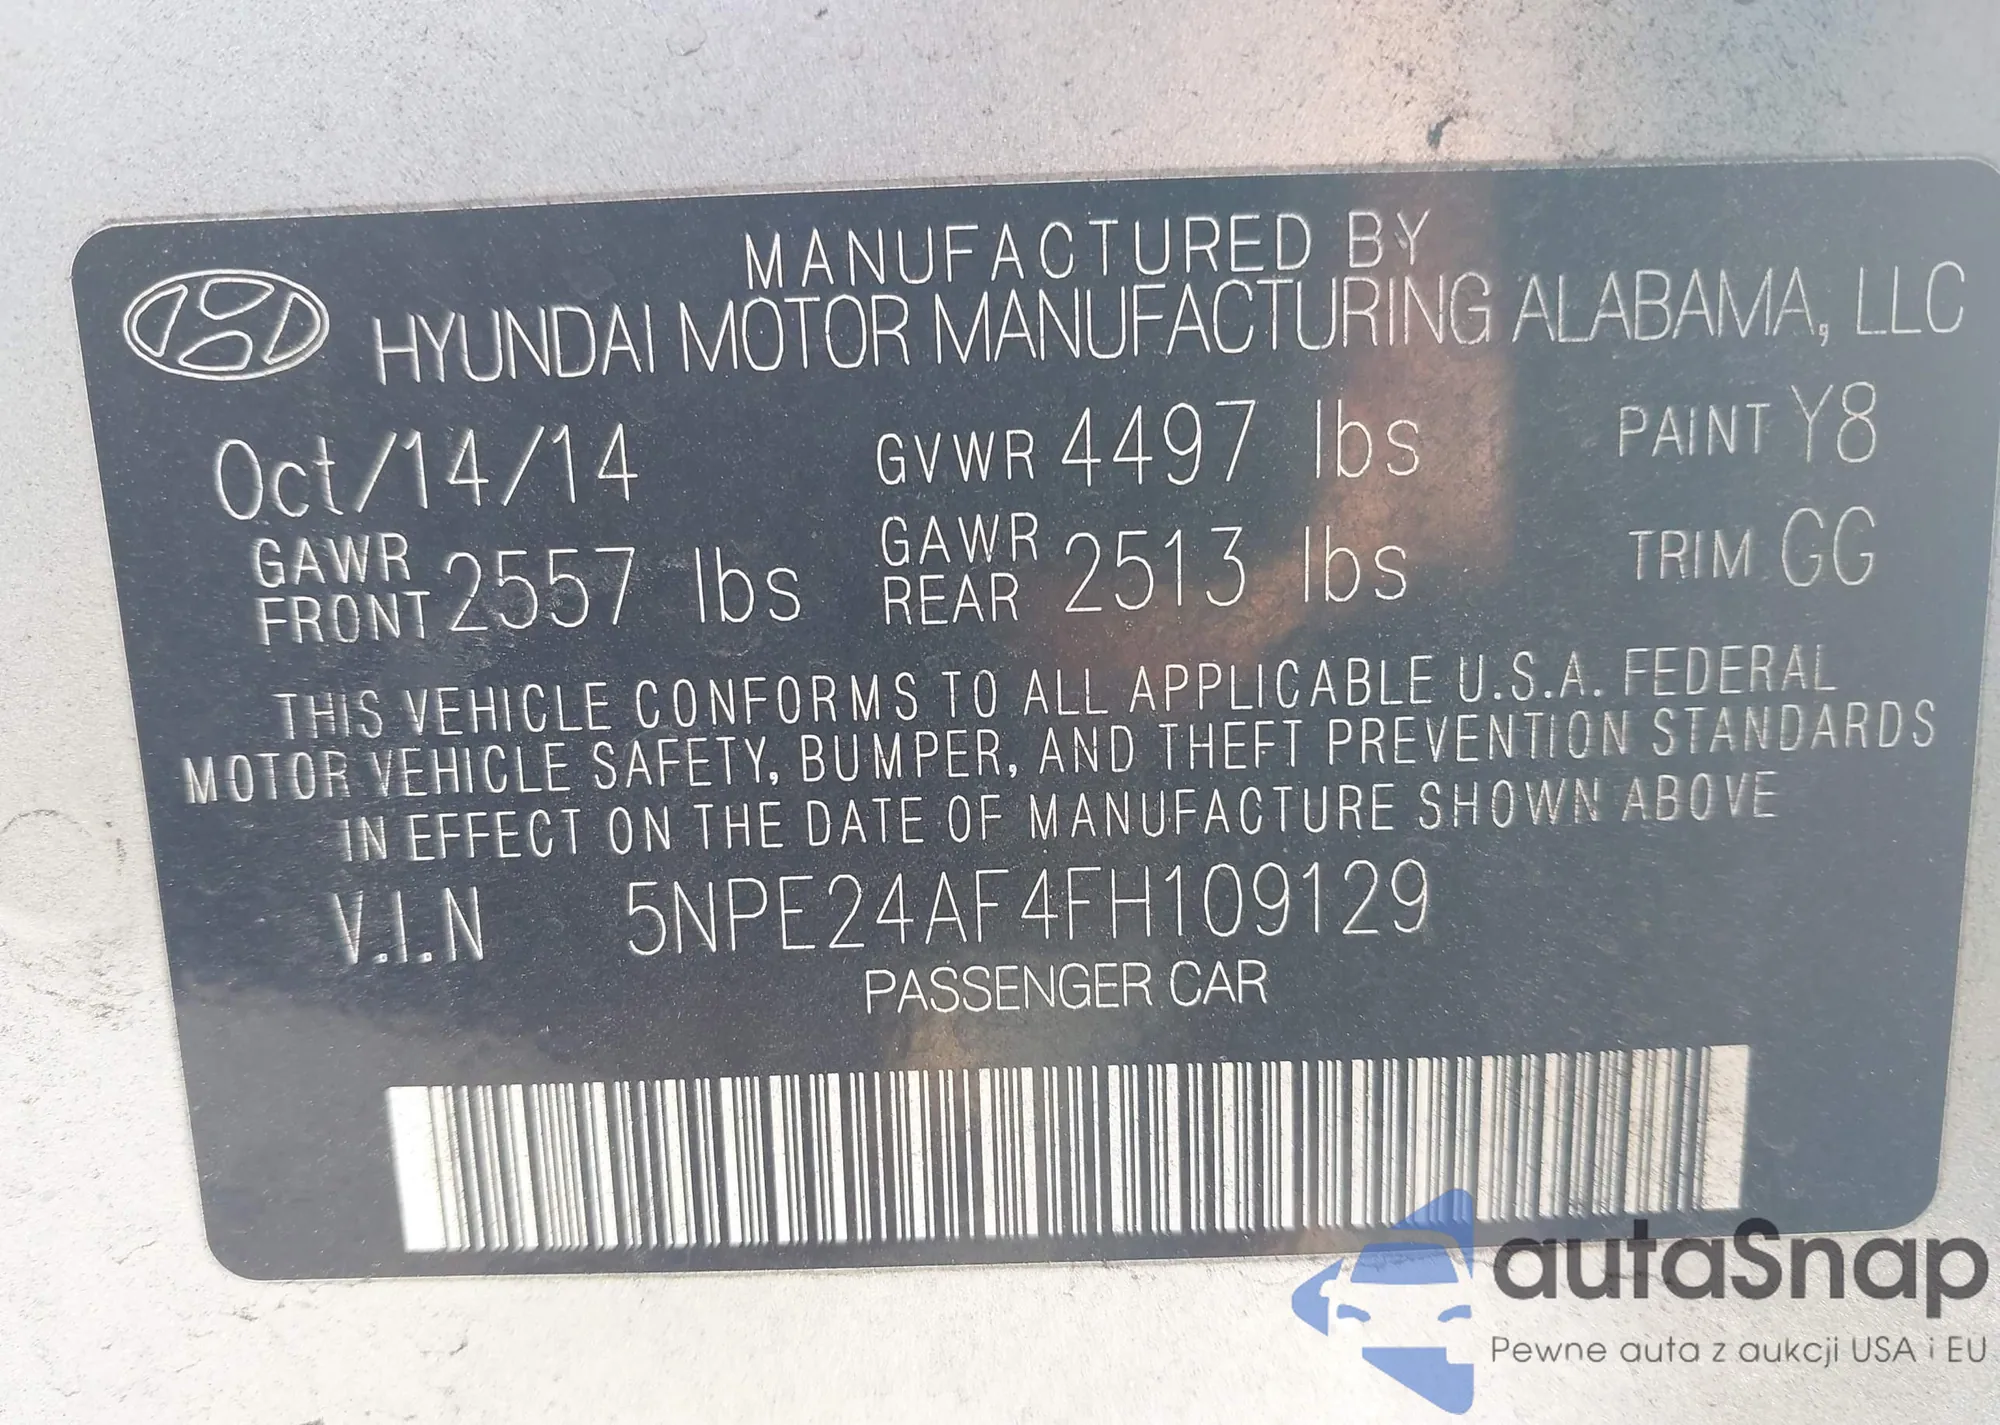 MANUFACTURED BY
HYUNDAI MOTOR MANUFACTURING ALABAMA, LLC
Oct/14/14 GVWR 4497 lbs PAINT Y8
GAWR FRONT 2557 lbs GAWR REAR 2513 lbs TRIM GG
THIS VEHICLE CONFORMS TO ALL APPLICABLE U.S.A. FEDERAL
MOTOR VEHICLE SAFETY, BUMPER, AND THEFT PREVENTION STANDARDS
IN EFFECT ON THE DATE OF MANUFACTURE SHOWN ABOVE
V.I.N 5NPE24AF4FH109129
PASSENGER CAR
autaSnap
Pewne auta z aukcji USA i EU